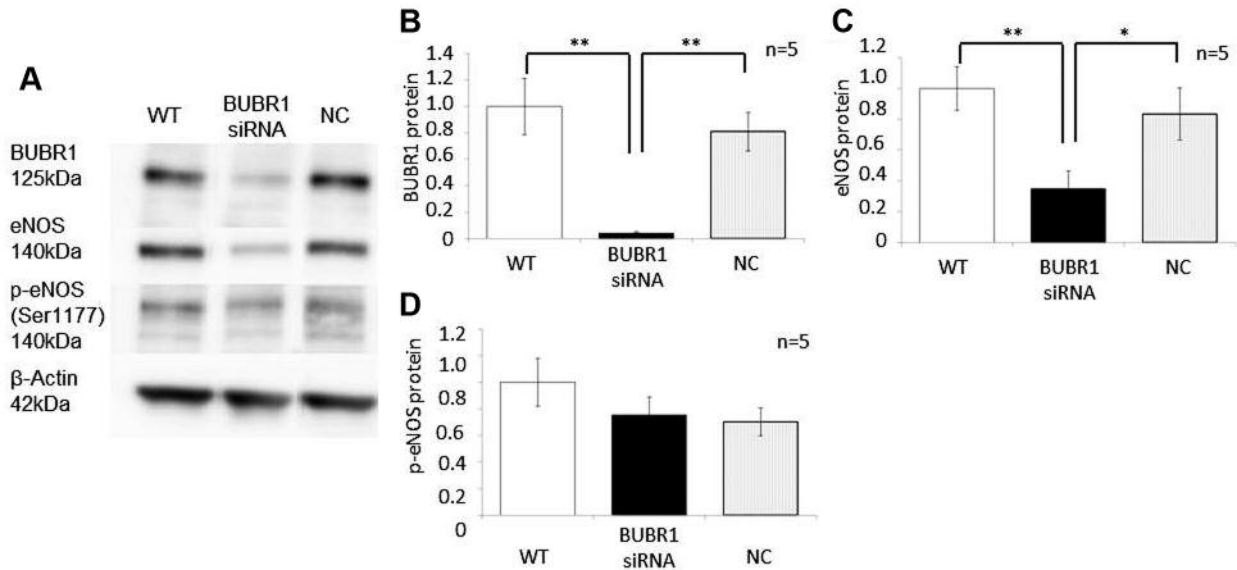 A
WT
BUBR1
siRNA
NC
BUBR1
125kDa
eNOS
140kDa
p-eNOS
(Ser1177)
140kDa
β-Actin
42kDa
B
BUBR1 protein
1.4
1.2
1.0
0.8
0.6
0.4
0.2
0
**
**
n=5
WT
BUBR1
siRNA
NC
C
eNOS protein
1.2
1.0
0.8
0.6
0.4
0.2
0
**
*
n=5
WT
BUBR1
siRNA
NC
D
p-eNOS protein
1.2
1.0
0.8
0.6
0.4
0.2
0
n=5
WT
BUBR1
siRNA
NC